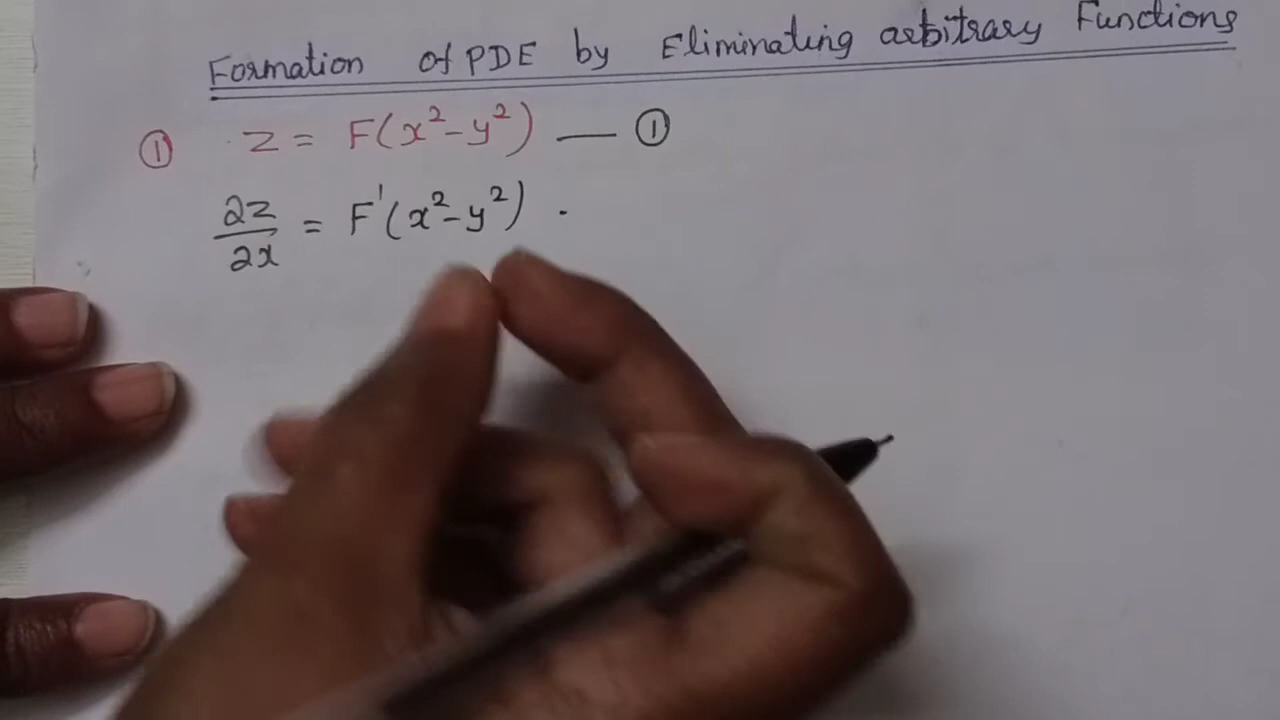 Formation of PDE by Eliminating arbitrary Functions
① z = F(x²-y²) — ①
∂z/∂x = F'(x²-y²) .